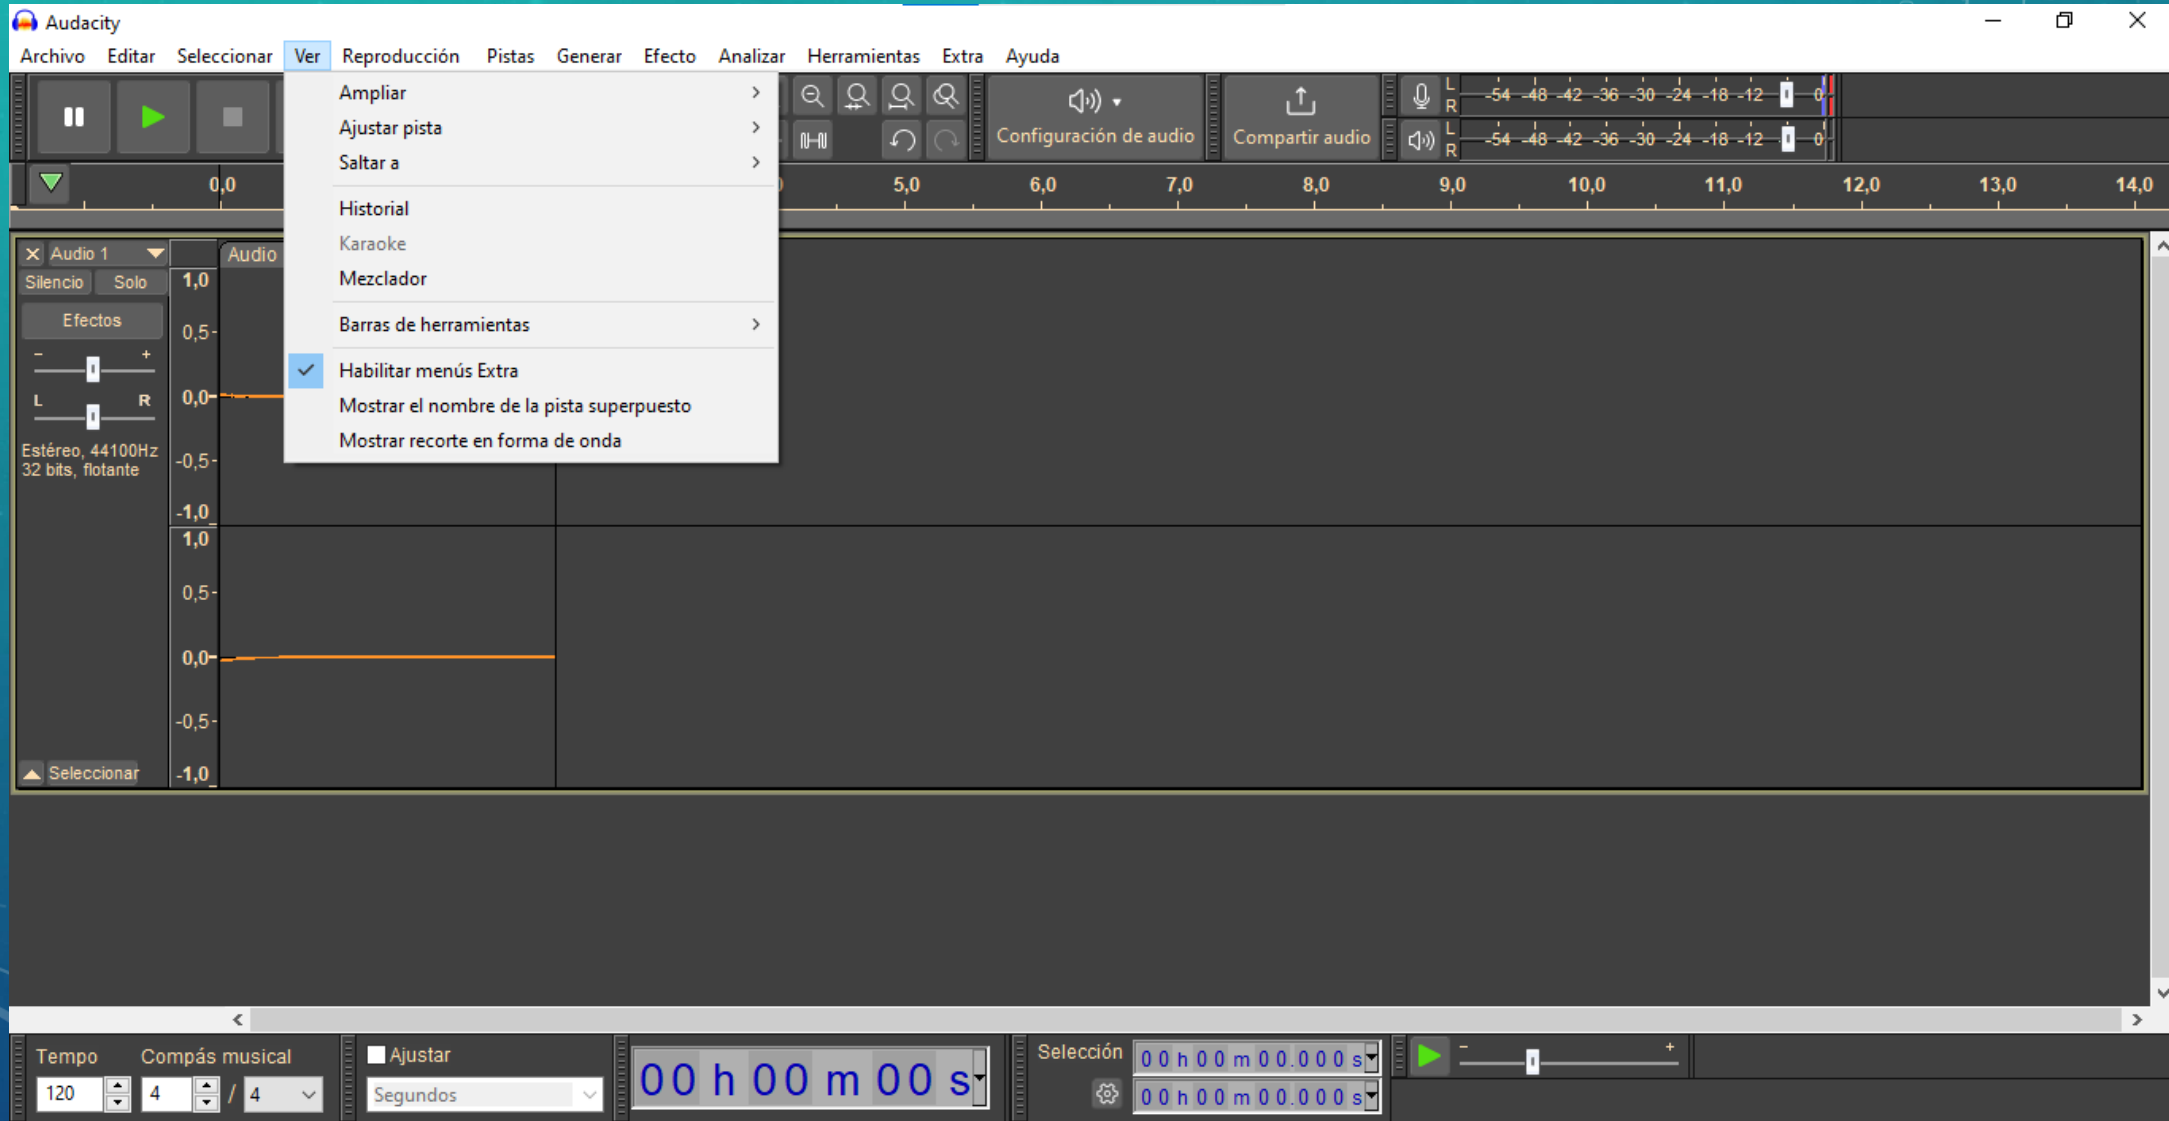 Audacity
Archivo Editar Seleccionar Ver Reproducción Pistas Generar Efecto Analizar Herramientas Extra Ayuda
Ampliar
Ajustar pista
Saltar a
Historial
Karaoke
Mezclador
Barras de herramientas
Habilitar menús Extra
Mostrar el nombre de la pista superpuesto
Mostrar recorte en forma de onda
Configuración de audio
Compartir audio
L -54 -48 -42 -36 -30 -24 -18 -12 0
R
L -54 -48 -42 -36 -30 -24 -18 -12 0
R
0,0 5,0 6,0 7,0 8,0 9,0 10,0 11,0 12,0 13,0 14,0
Audio 1
Silencio Solo
Efectos
- +
L R
Estéreo, 44100Hz
32 bits, flotante
Seleccionar
Audio
1,0
0,5-
0,0-
-0,5-
-1,0
1,0
0,5-
0,0-
-0,5-
-1,0
Tempo Compás musical
120 4 / 4
Ajustar
Segundos
00 h 00 m 00 s
Selección
00 h 00 m 00.000 s
00 h 00 m 00.000 s
- +